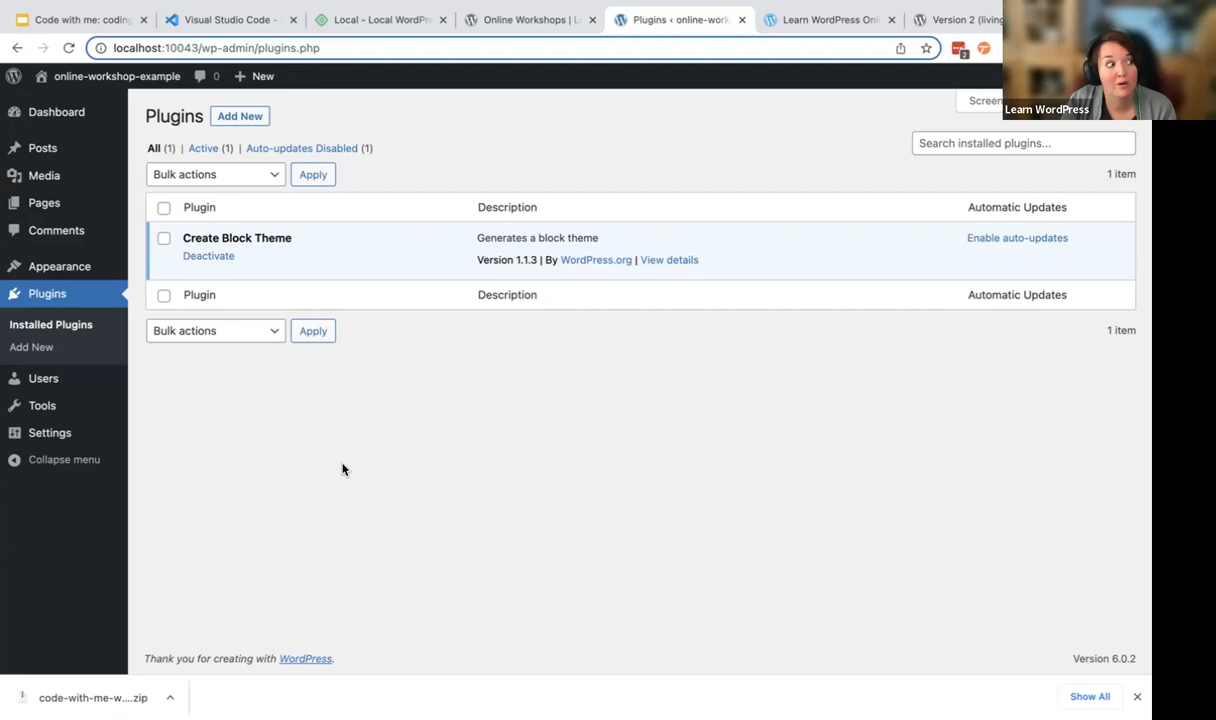 Code with me: coding
Visual Studio Code -
Local - Local WordPr
Online Workshops | L
Plugins ‹ online-work
Learn WordPress Onl
Version 2 (living
localhost:10043/wp-admin/plugins.php
2
online-workshop-example
0
New
Learn WordPress
Dashboard
Posts
Media
Pages
Comments
Appearance
Plugins
Installed Plugins
Add New
Users
Tools
Settings
Collapse menu
Plugins
Add New
Screen
All (1) | Active (1) | Auto-updates Disabled (1)
Search installed plugins...
Bulk actions
Apply
1 item
Plugin
Description
Automatic Updates
Create Block Theme
Generates a block theme
Enable auto-updates
Deactivate
Version 1.1.3 | By WordPress.org | View details
Plugin
Description
Automatic Updates
Bulk actions
Apply
1 item
Thank you for creating with WordPress.
Version 6.0.2
code-with-me-w....zip
Show All